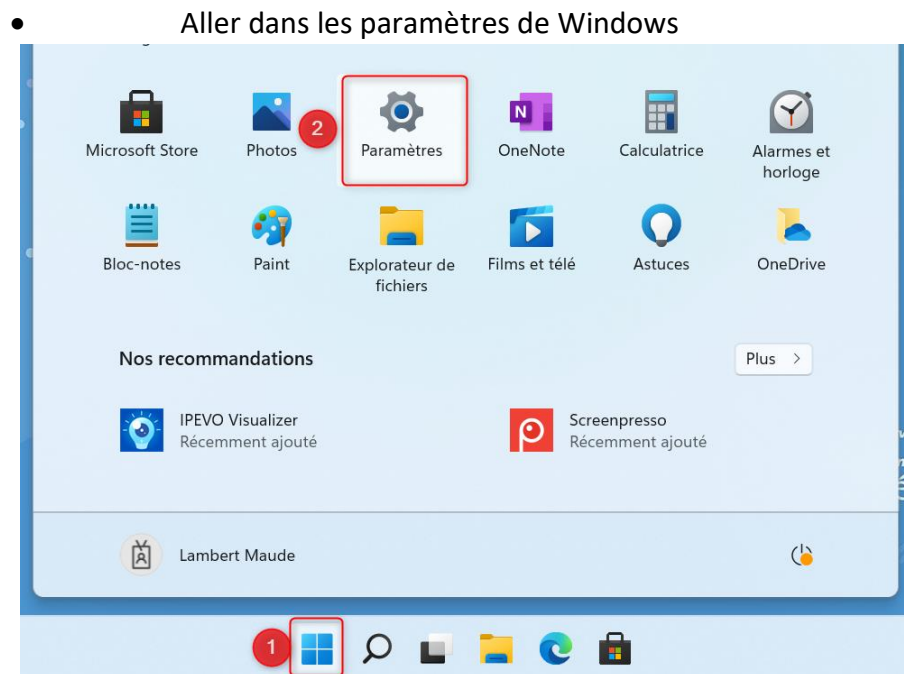 • Aller dans les paramètres de Windows
2
Microsoft Store Photos Paramètres OneNote Calculatrice Alarmes et
horloge
Bloc-notes Paint Explorateur de Films et télé Astuces OneDrive
fichiers
Nos recommandations Plus >
IPEVO Visualizer Screenpresso
Récemment ajouté Récemment ajouté
Lambert Maude
1